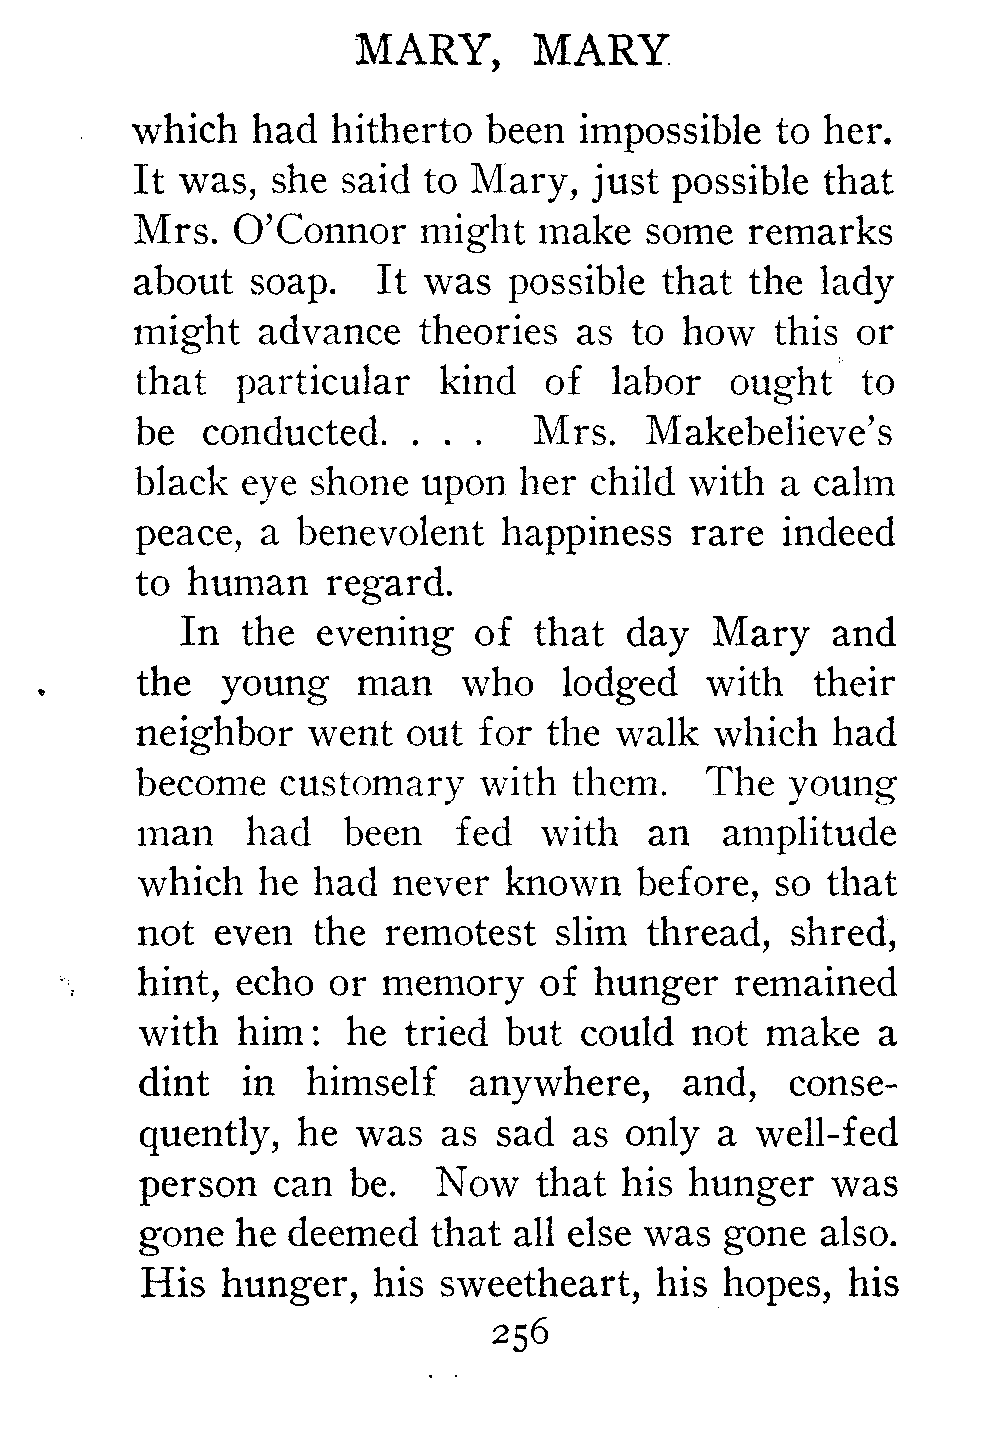 MARY, MARY
which had hitherto been impossible to her.
It was, she said to Mary, just possible that
Mrs. O'Connor might make some remarks
about soap. It was possible that the lady
might advance theories as to how this or
that particular kind of labor ought to
be conducted. . . . Mrs. Makebelieve's
black eye shone upon her child with a calm
peace, a benevolent happiness rare indeed
to human regard.
In the evening of that day Mary and
the young man who lodged with their
neighbor went out for the walk which had
become customary with them. The young
man had been fed with an amplitude
which he had never known before, so that
not even the remotest slim thread, shred,
hint, echo or memory of hunger remained
with him: he tried but could not make a
dint in himself anywhere, and, conse-
quently, he was as sad as only a well-fed
person can be. Now that his hunger was
gone he deemed that all else was gone also.
His hunger, his sweetheart, his hopes, his
256